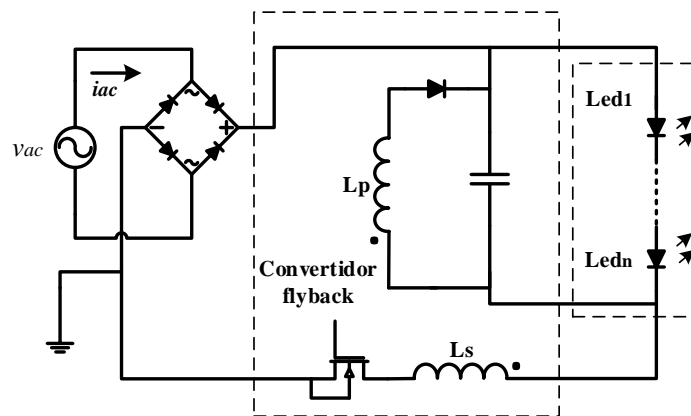 iac
vac
Led1
Lp
Ledn
Convertidor
flyback
Ls